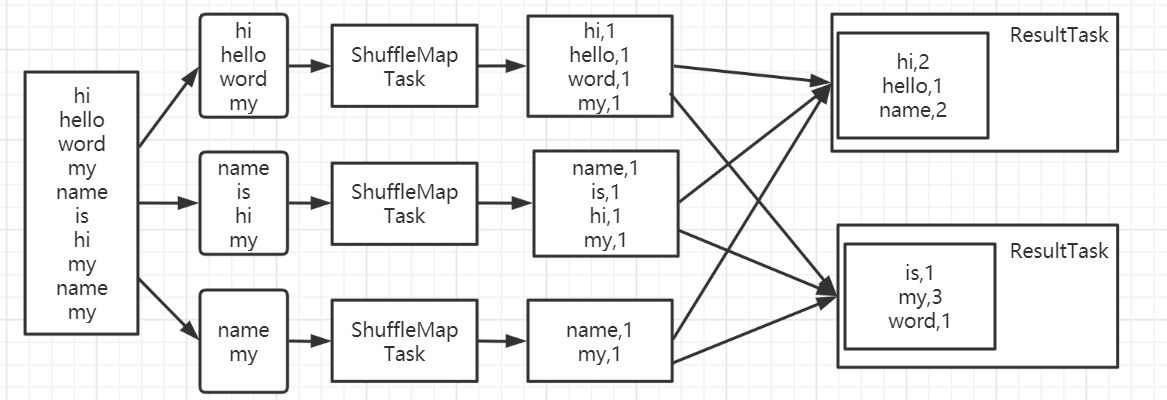 hi
hello
word
my
name
is
hi
my
name
my
hi
hello
word
my
ShuffleMap
Task
hi,1
hello,1
word,1
my,1
name
is
hi
my
ShuffleMap
Task
name,1
is,1
hi,1
my,1
name
my
ShuffleMap
Task
name,1
my,1
ResultTask
hi,2
hello,1
name,2
ResultTask
is,1
my,3
word,1